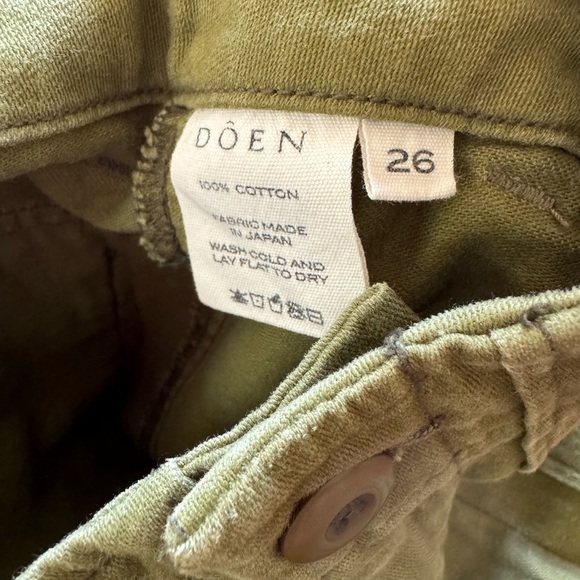 DÔEN
26
100% COTTON
FABRIC MADE
IN JAPAN
WASH COLD AND
LAY FLAT TO DRY